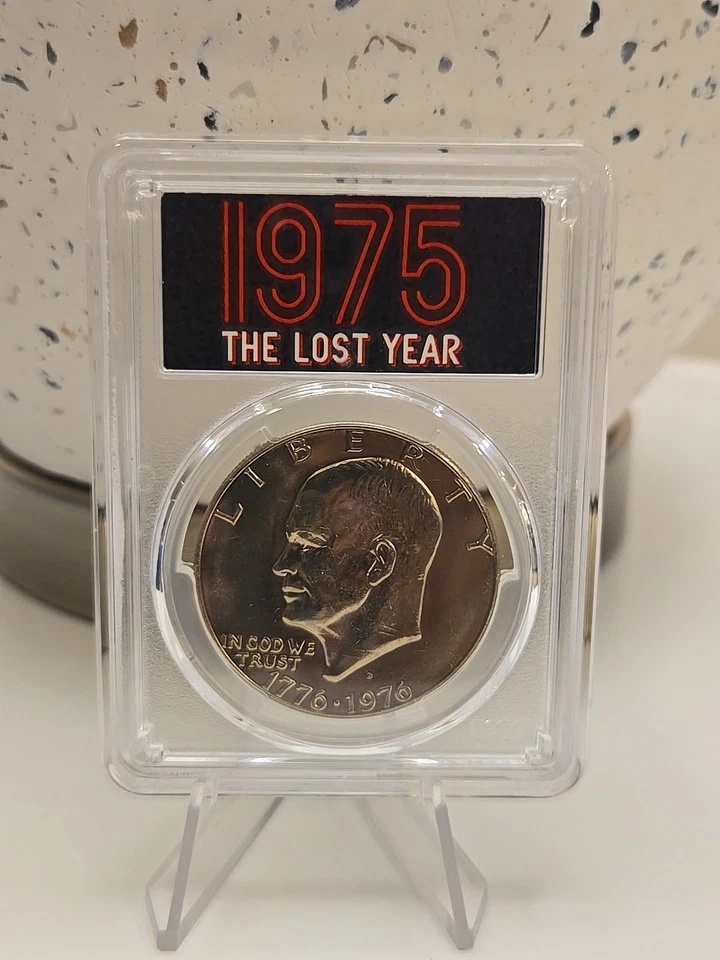 1975
THE LOST YEAR
LIBERTY
IN GOD WE
TRUST
D
1776·1976